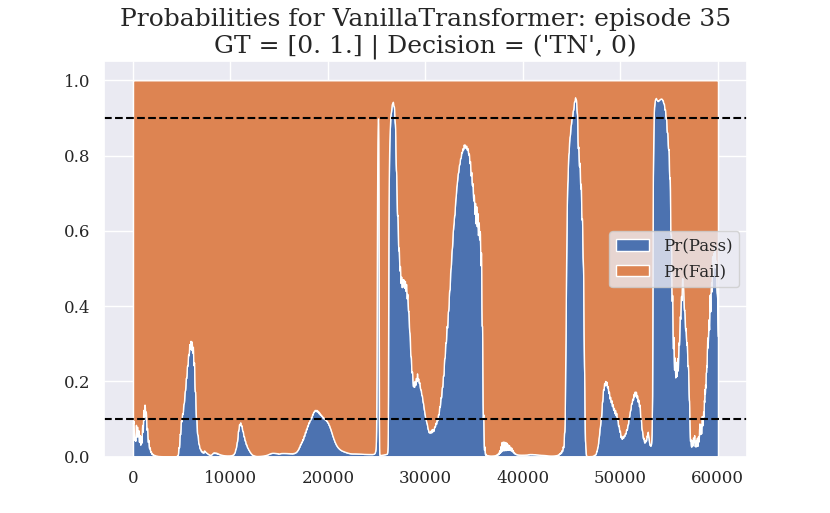 Probabilities for VanillaTransformer: episode 35
GT = [0. 1.] | Decision = ('TN', 0)
1.0
0.8
0.6
0.4
0.2
0.0
Pr(Pass)
Pr(Fail)
0 10000 20000 30000 40000 50000 60000